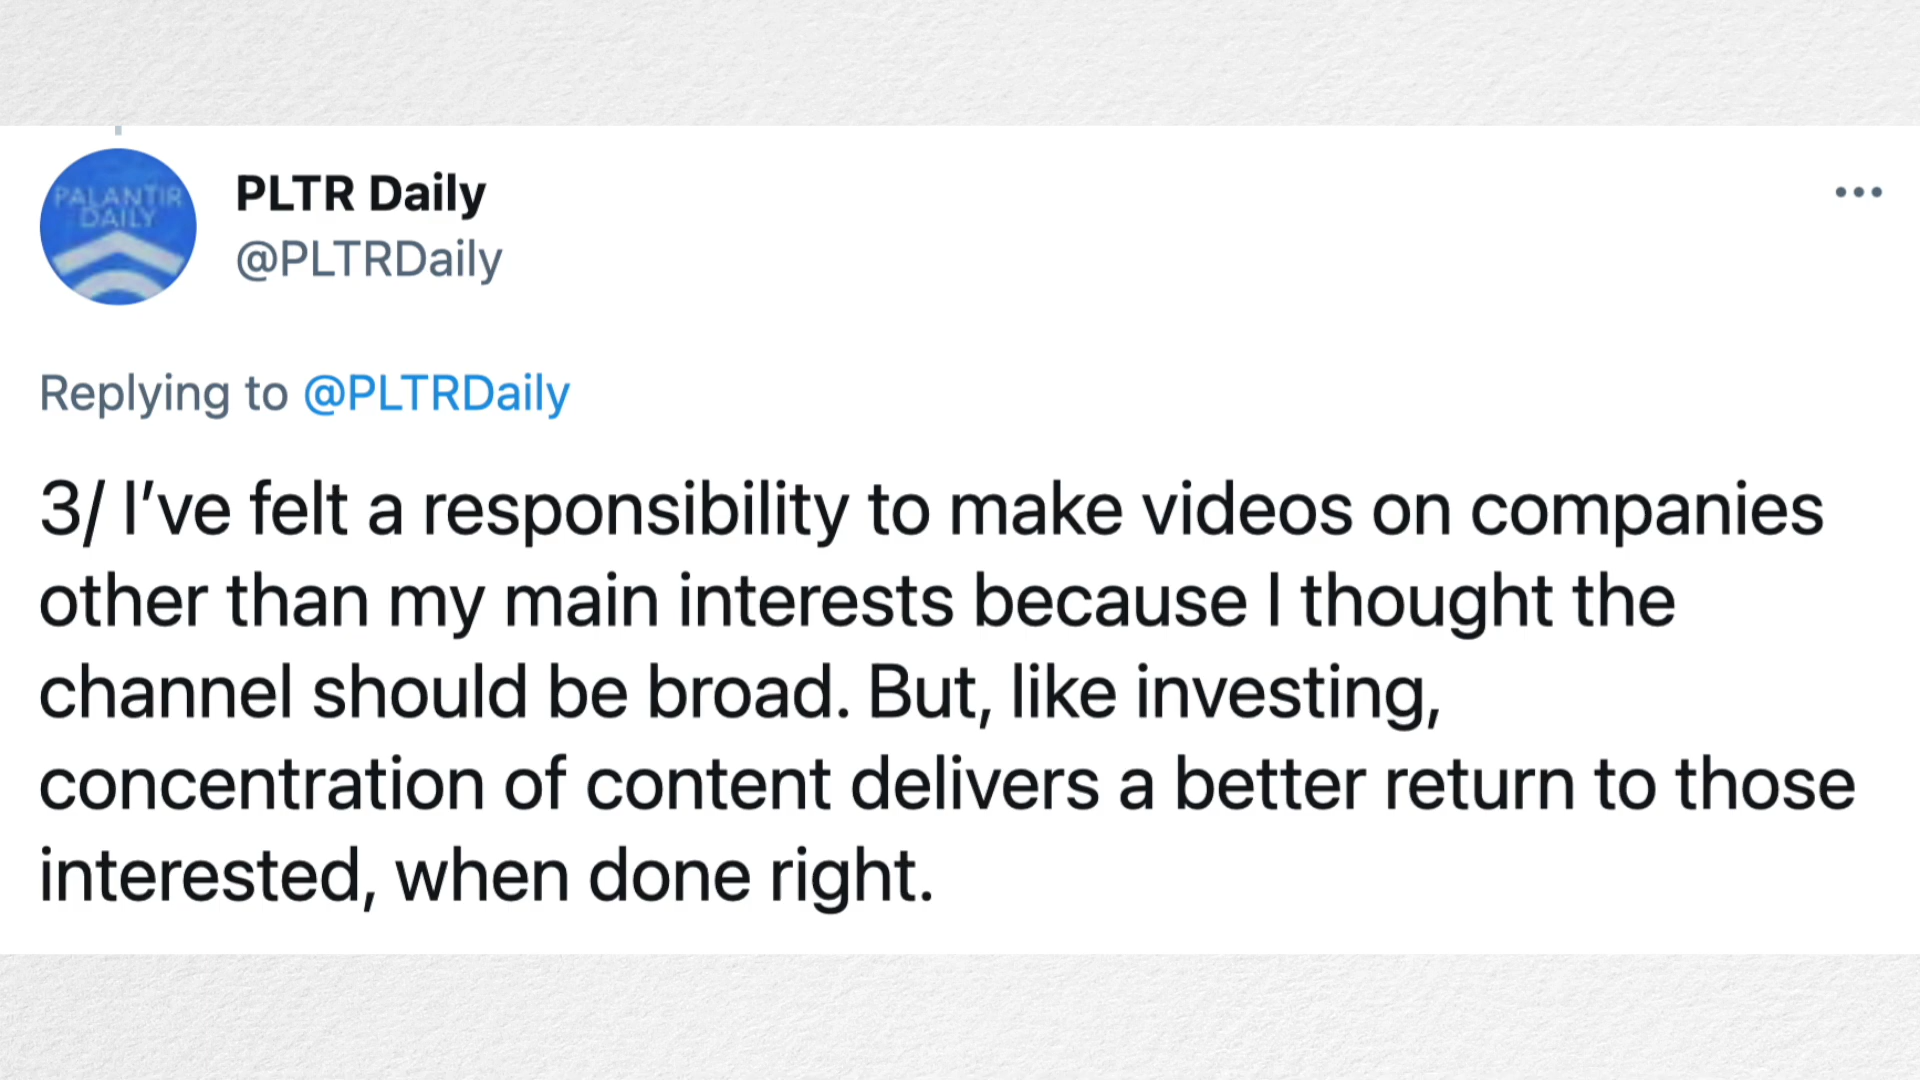 PALANTIR
DAILY
PLTR Daily
@PLTRDaily
Replying to @PLTRDaily
3/ I’ve felt a responsibility to make videos on companies
other than my main interests because I thought the
channel should be broad. But, like investing,
concentration of content delivers a better return to those
interested, when done right.